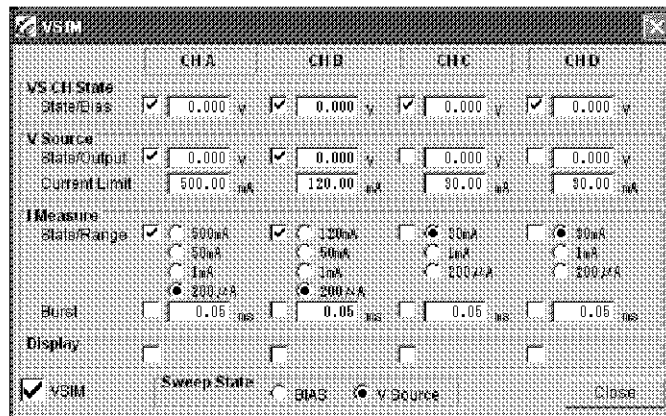 VSIM
CH A CH B CH C CH D
VS CH State
State/Bias 0.000 V 0.000 V 0.000 V 0.000 V
V Source
State/Output 0.000 V 0.000 V 0.000 V 0.000 V
Current Limit 500.00 mA 120.00 mA 30.00 mA 30.00 mA
I Measure
State/Range 500mA 120mA 30mA 30mA
50mA 50mA 1mA 1mA
1mA 1mA 200μA 200μA
200μA 200μA
Burst 0.05 ms 0.05 ms 0.05 ms 0.05 ms
Display
VSIM Sweep State BIAS V Source Close